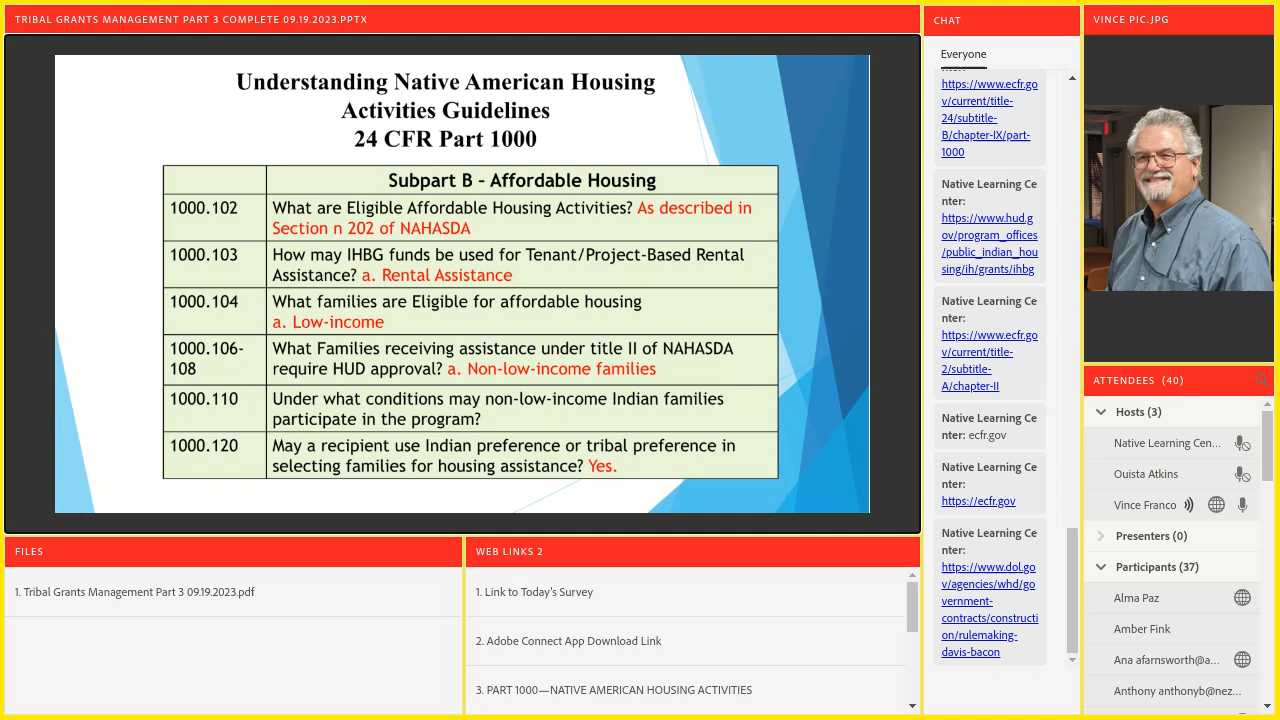 TRIBAL GRANTS MANAGEMENT PART 3 COMPLETE 09.19.2023.PPTX
Understanding Native American Housing
Activities Guidelines
24 CFR Part 1000
Subpart B - Affordable Housing
1000.102
What are Eligible Affordable Housing Activities? As described in
Section n 202 of NAHASDA
1000.103
How may IHBG funds be used for Tenant/Project-Based Rental
Assistance? a. Rental Assistance
1000.104
What families are Eligible for affordable housing
a. Low-income
1000.106-
108
What Families receiving assistance under title II of NAHASDA
require HUD approval? a. Non-low-income families
1000.110
Under what conditions may non-low-income Indian families
participate in the program?
1000.120
May a recipient use Indian preference or tribal preference in
selecting families for housing assistance? Yes.
FILES
1. Tribal Grants Management Part 3 09.19.2023.pdf
WEB LINKS 2
1. Link to Today's Survey
2. Adobe Connect App Download Link
3. PART 1000—NATIVE AMERICAN HOUSING ACTIVITIES
CHAT
Everyone
https://www.ecfr.go
v/current/title-
24/subtitle-
B/chapter-IX/part-
1000
Native Learning Ce
nter:
https://www.hud.g
ov/program_offices
/public_indian_hou
sing/ih/grants/ihbg
Native Learning Ce
nter:
https://www.ecfr.go
v/current/title-
2/subtitle-
A/chapter-II
Native Learning Ce
nter: ecfr.gov
Native Learning Ce
nter:
https://ecfr.gov
Native Learning Ce
nter:
https://www.dol.go
v/agencies/whd/go
vernment-
contracts/constructi
on/rulemaking-
davis-bacon
VINCE PIC.JPG
ATTENDEES (40)
Hosts (3)
Native Learning Cen...
Ouista Atkins
Vince Franco
Presenters (0)
Participants (37)
Alma Paz
Amber Fink
Ana afarnsworth@a...
Anthony anthonyb@nez...